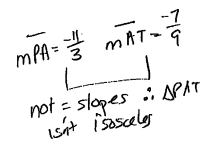 mPA = -11/3 mAT = -7/9
not = slopes ∴ ΔPAT
isn't isosceles